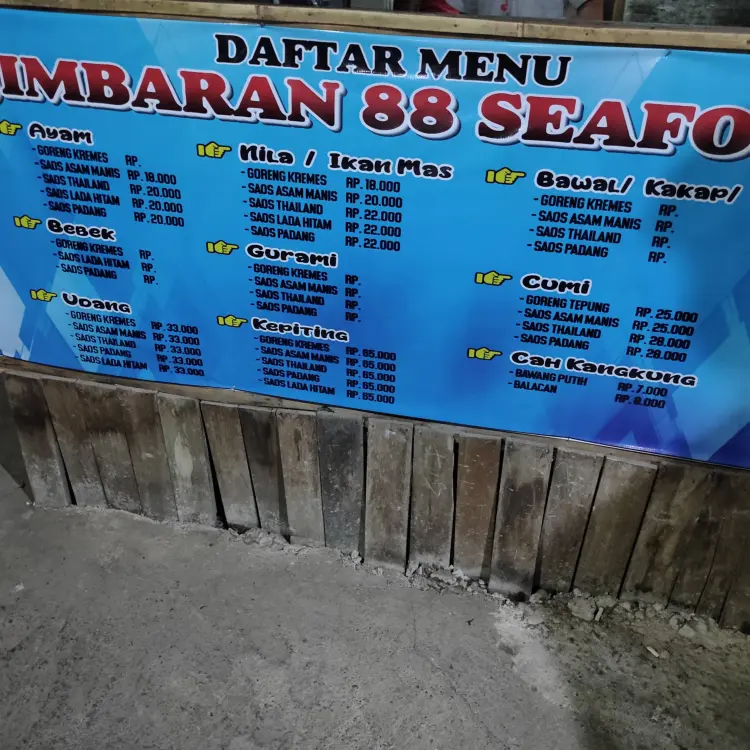 DAFTAR MENU
IMBARAN 88 SEAFO
Ayam
- GORENG KREMES RP.
- SAOS ASAM MANIS RP. 18.000
- SAOS THAILAND RP. 20.000
- SAOS LADA HITAM RP. 20.000
- SAOS PADANG RP. 20.000
Bebek
- GORENG KREMES RP.
- SAOS LADA HITAM RP.
- SAOS PADANG RP.
Udang
- GORENG KREMES RP. 33.000
- SAOS ASAM MANIS RP. 33.000
- SAOS THAILAND RP. 33.000
- SAOS PADANG RP. 33.000
- SAUS LADA HITAM RP. 33.000
Nila / Ikan Mas
- GORENG KREMES RP. 18.000
- SAOS ASAM MANIS RP. 20.000
- SAOS THAILAND RP. 22.000
- SAOS LADA HITAM RP. 22.000
- SAOS PADANG RP. 22.000
Gurami
- GORENG KREMES RP.
- SAOS ASAM MANIS RP.
- SAOS THAILAND RP.
- SAOS PADANG RP.
Kepiting
- GORENG KREMES RP. 65.000
- SAOS ASAM MANIS RP. 65.000
- SAOS THAILAND RP. 65.000
- SAOS PADANG RP. 65.000
- SAOS LADA HITAM RP. 65.000
Bawal/ Kakap/
- GORENG KREMES RP.
- SAOS ASAM MANIS RP.
- SAOS THAILAND RP.
- SAOS PADANG RP.
Cumi
- GORENG TEPUNG RP. 25.000
- SAOS ASAM MANIS RP. 25.000
- SAOS THAILAND RP. 28.000
- SAOS PADANG RP. 28.000
Cah Kangkung
- BAWANG PUTIH RP. 7.000
- BALACAN RP. 8.000